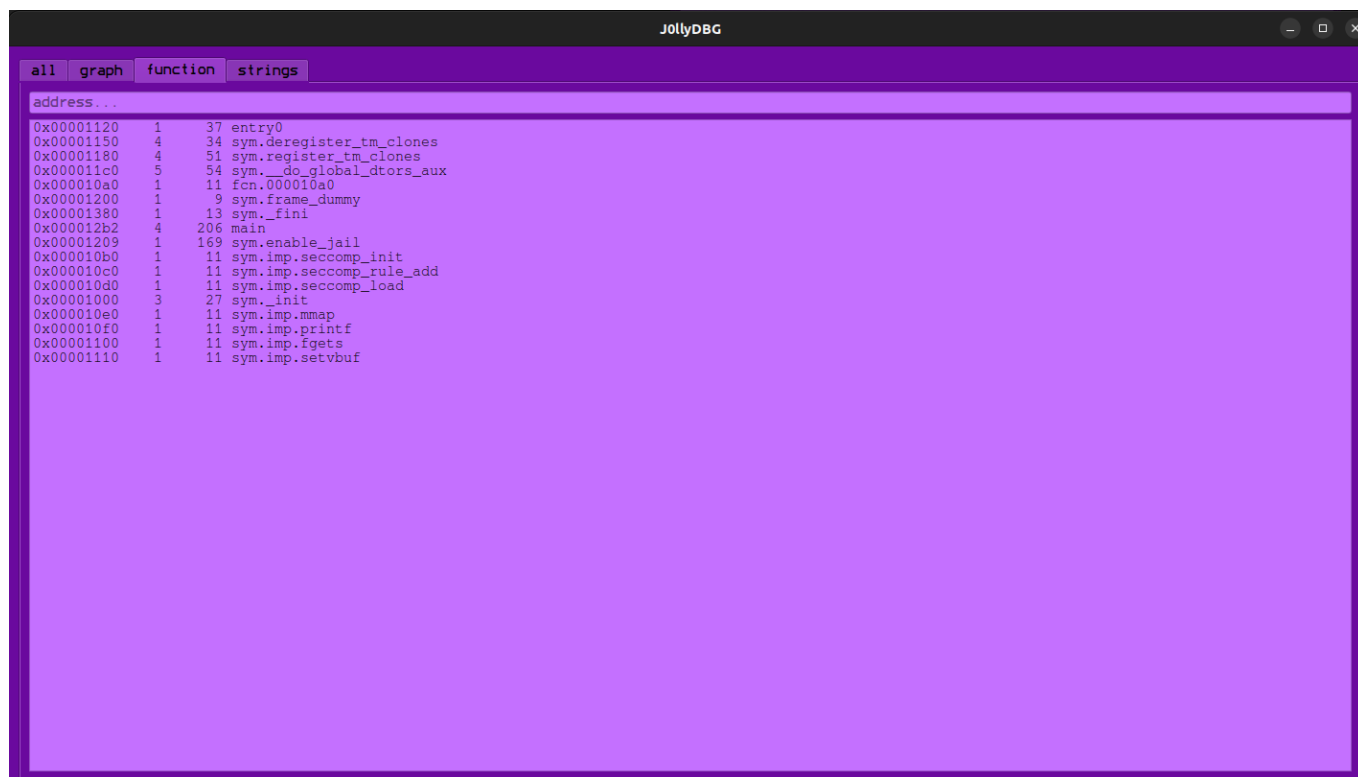 J0llyDBG
all graph function strings
address...
0x00001120 1 37 entry0
0x00001150 4 34 sym.deregister_tm_clones
0x00001180 4 51 sym.register_tm_clones
0x000011c0 5 54 sym.__do_global_dtors_aux
0x000010a0 1 11 fcn.000010a0
0x00001200 1 9 sym.frame_dummy
0x00001380 1 13 sym._fini
0x000012b2 4 206 main
0x00001209 1 169 sym.enable_jail
0x000010b0 1 11 sym.imp.seccomp_init
0x000010c0 1 11 sym.imp.seccomp_rule_add
0x000010d0 1 11 sym.imp.seccomp_load
0x00001000 3 27 sym._init
0x000010e0 1 11 sym.imp.mmap
0x000010f0 1 11 sym.imp.printf
0x00001100 1 11 sym.imp.fgets
0x00001110 1 11 sym.imp.setvbuf